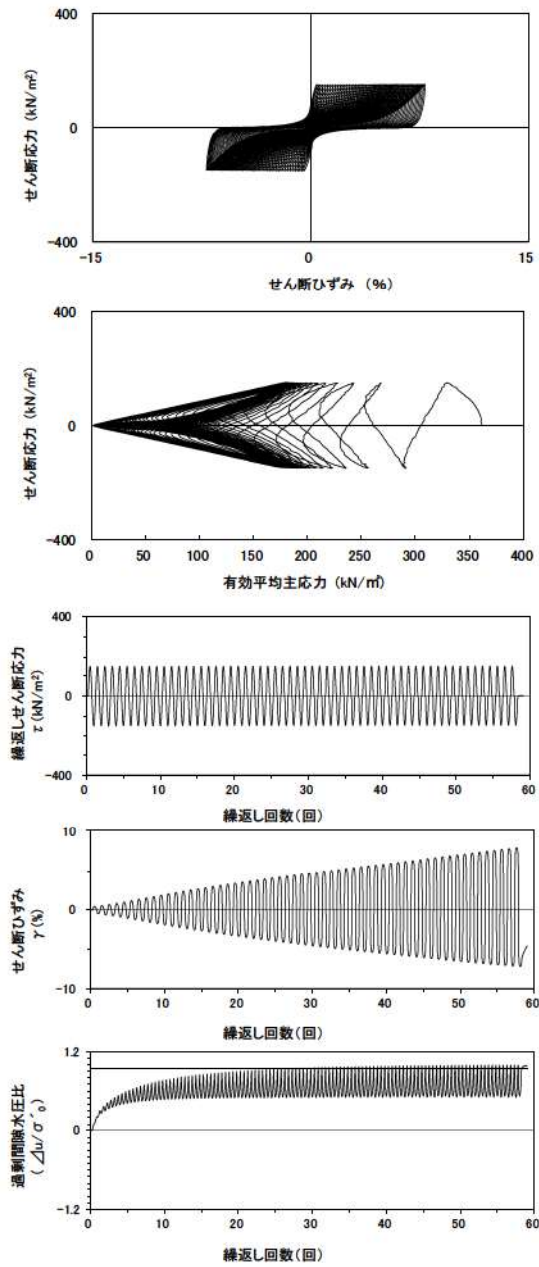 400
0
-400
せん断応力 (kN/m²)
-15 0 15
せん断ひずみ (%)
400
0
-400
せん断応力 (kN/m²)
0 50 100 150 200 250 300 350 400
有効平均主応力 (kN/㎡)
400
0
-400
繰返しせん断応力
τ (kN/m²)
0 10 20 30 40 50 60
繰返し回数(回)
10
0
-10
せん断ひずみ
γ (%)
0 10 20 30 40 50 60
繰返し回数(回)
1.2
0
-1.2
過剰間隙水圧比
(⊿u/σ´₀)
0 10 20 30 40 50 60
繰返し回数(回)